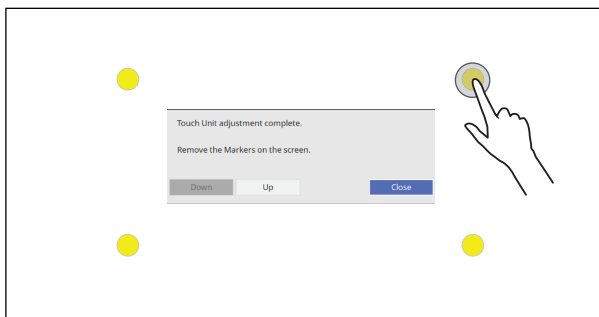 Touch Unit adjustment complete.
Remove the Markers on the screen.
Down
Up
Close